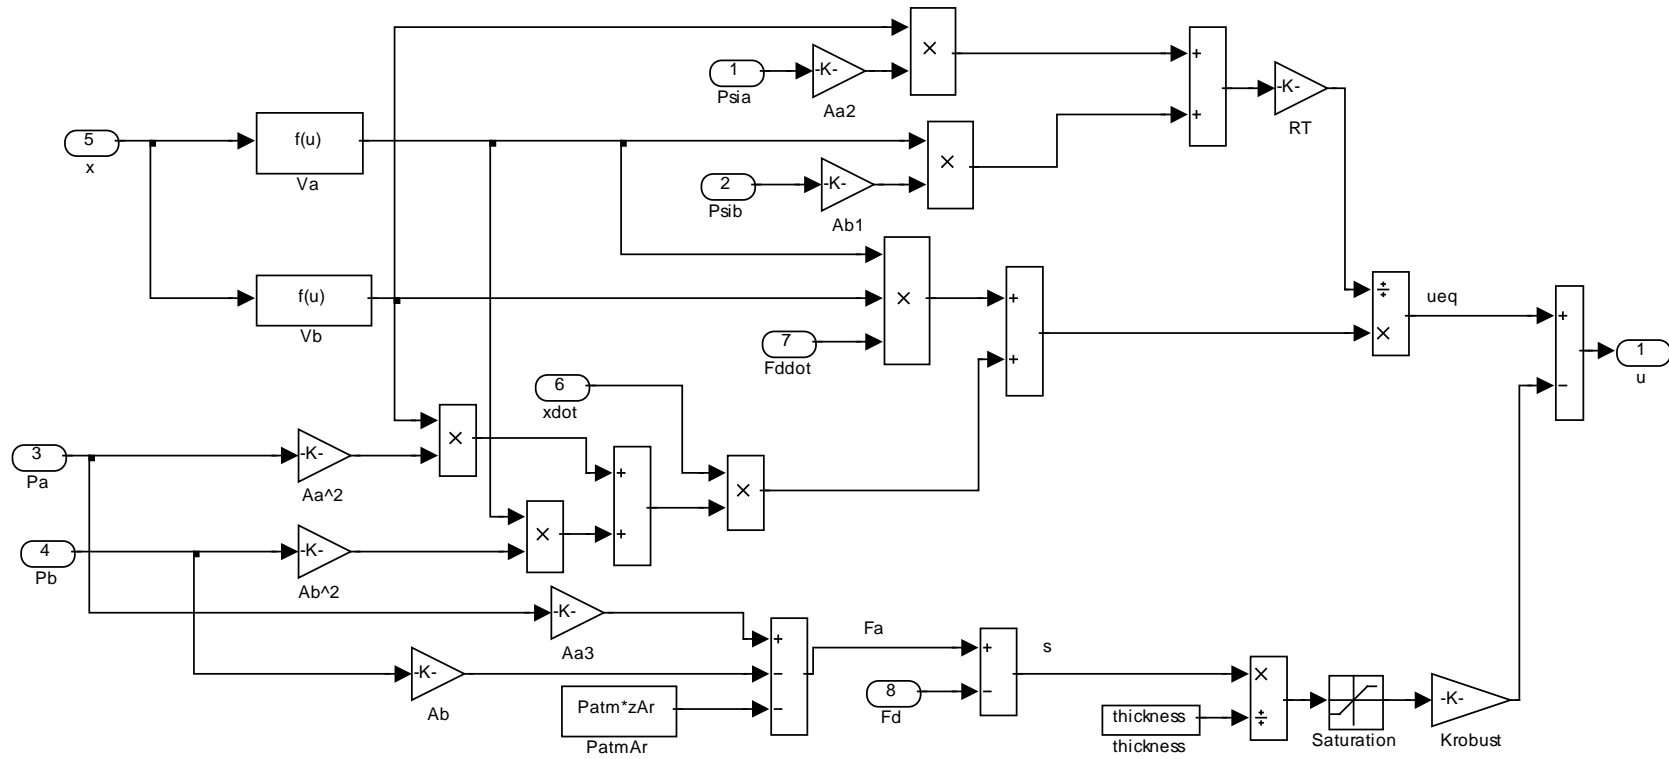 ×
1
-K-
Psia
Aa2
+
+
-K-
RT
5
x
f(u)
Va
×
2
-K-
Psib
Ab1
f(u)
Vb
×
7
Fddot
+
+
÷
×
ueq
+
−
1
u
6
xdot
3
Pa
-K-
Aa^2
×
+
+
×
4
Pb
-K-
Ab^2
×
-K-
Aa3
-K-
Ab
+
−
−
Patm*zAr
PatmAr
Fa
8
Fd
+
−
s
×
÷
thickness
thickness
Saturation
-K-
Krobust